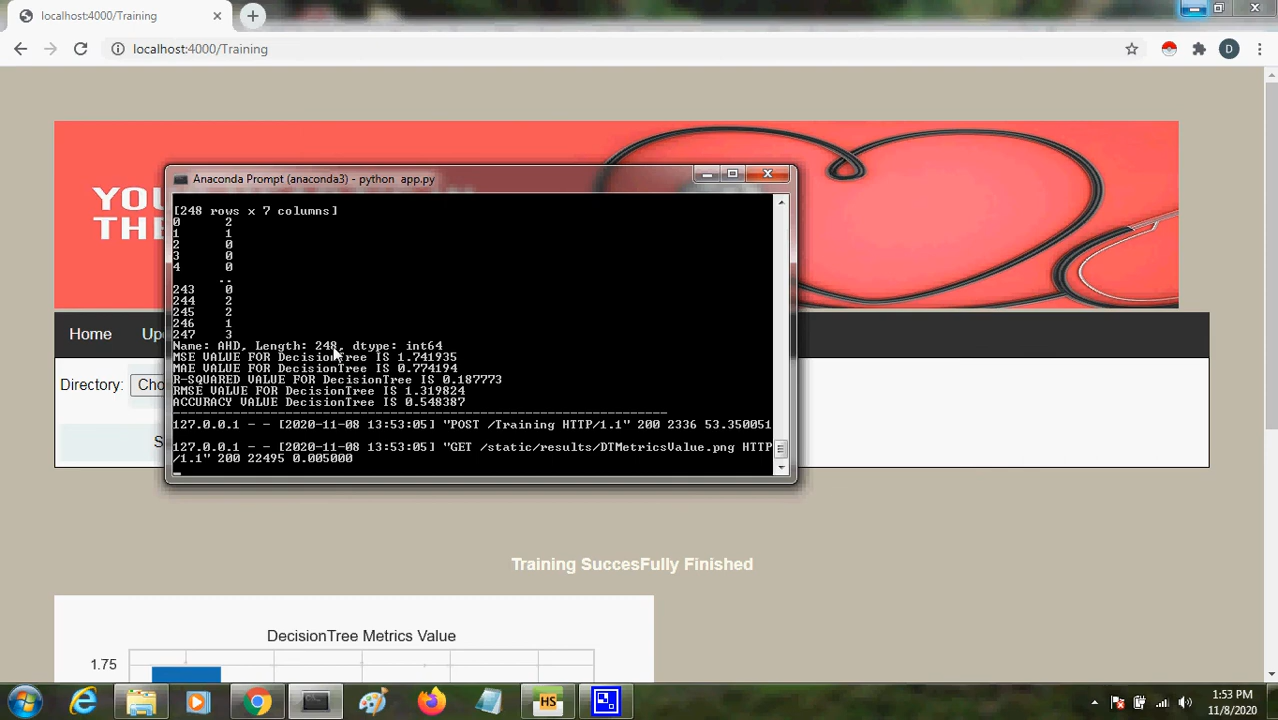 localhost:4000/Training
localhost:4000/Training
D
YOU
THE
Anaconda Prompt (anaconda3) - python  app.py
[248 rows x 7 columns]
0      2
1      1
2      0
3      0
4      0
      ..
243    0
244    2
245    2
246    1
247    3
Name: AHD, Length: 248, dtype: int64
MSE VALUE FOR DecisionTree IS 1.741935
MAE VALUE FOR DecisionTree IS 0.774194
R-SQUARED VALUE FOR DecisionTree IS 0.187773
RMSE VALUE FOR DecisionTree IS 1.319824
ACCURACY VALUE DecisionTree IS 0.548387
------------------------------------------------------------------
127.0.0.1 - - [2020-11-08 13:53:05] "POST /Training HTTP/1.1" 200 2336 53.350051
127.0.0.1 - - [2020-11-08 13:53:05] "GET /static/results/DTMetricsValue.png HTTP
/1.1" 200 22495 0.005000
Home
Directory:
Training SuccesFully Finished
DecisionTree Metrics Value
1.75
HS
1:53 PM
11/8/2020